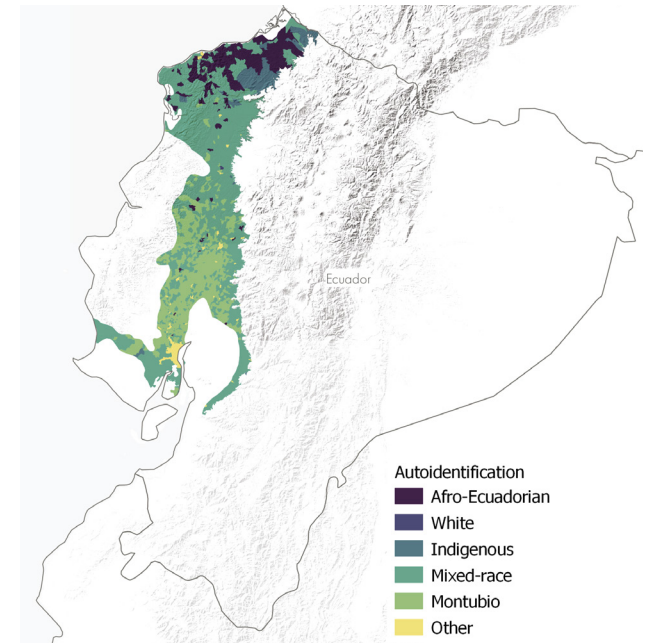 Ecuador
Autoidentification
Afro-Ecuadorian
White
Indigenous
Mixed-race
Montubio
Other